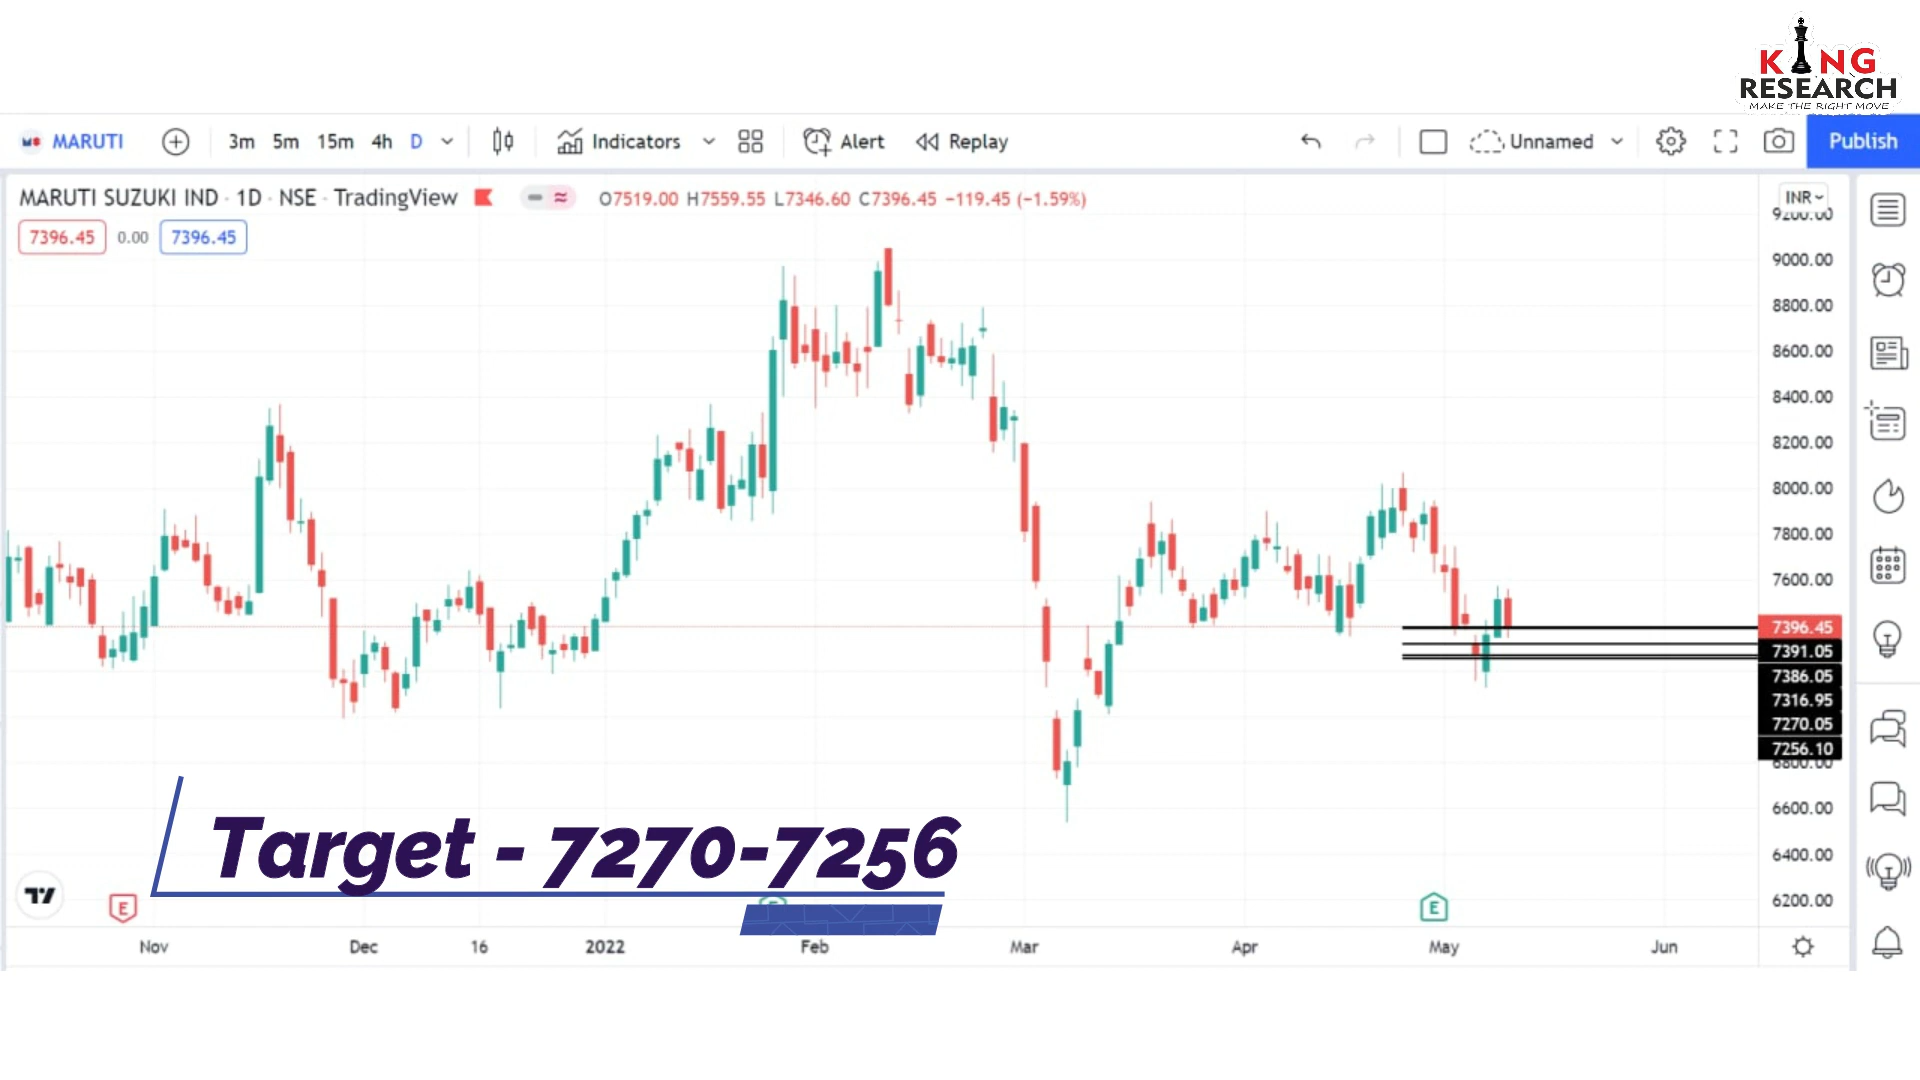 KING
RESEARCH
MAKE THE RIGHT MOVE
MARUTI 3m 5m 15m 4h D Indicators Alert Replay Unnamed Publish
MARUTI SUZUKI IND · 1D · NSE · TradingView O7519.00 H7559.55 L7346.60 C7396.45 −119.45 (−1.59%)
INR
7396.45 0.00 7396.45
9200.00
9000.00
8800.00
8600.00
8400.00
8200.00
8000.00
7800.00
7600.00
7396.45
7391.05
7386.05
7316.95
7270.05
7256.10
6800.00
6600.00
6400.00
6200.00
Target - 7270-7256
E
E
Nov Dec 16 2022 Feb Mar Apr May Jun